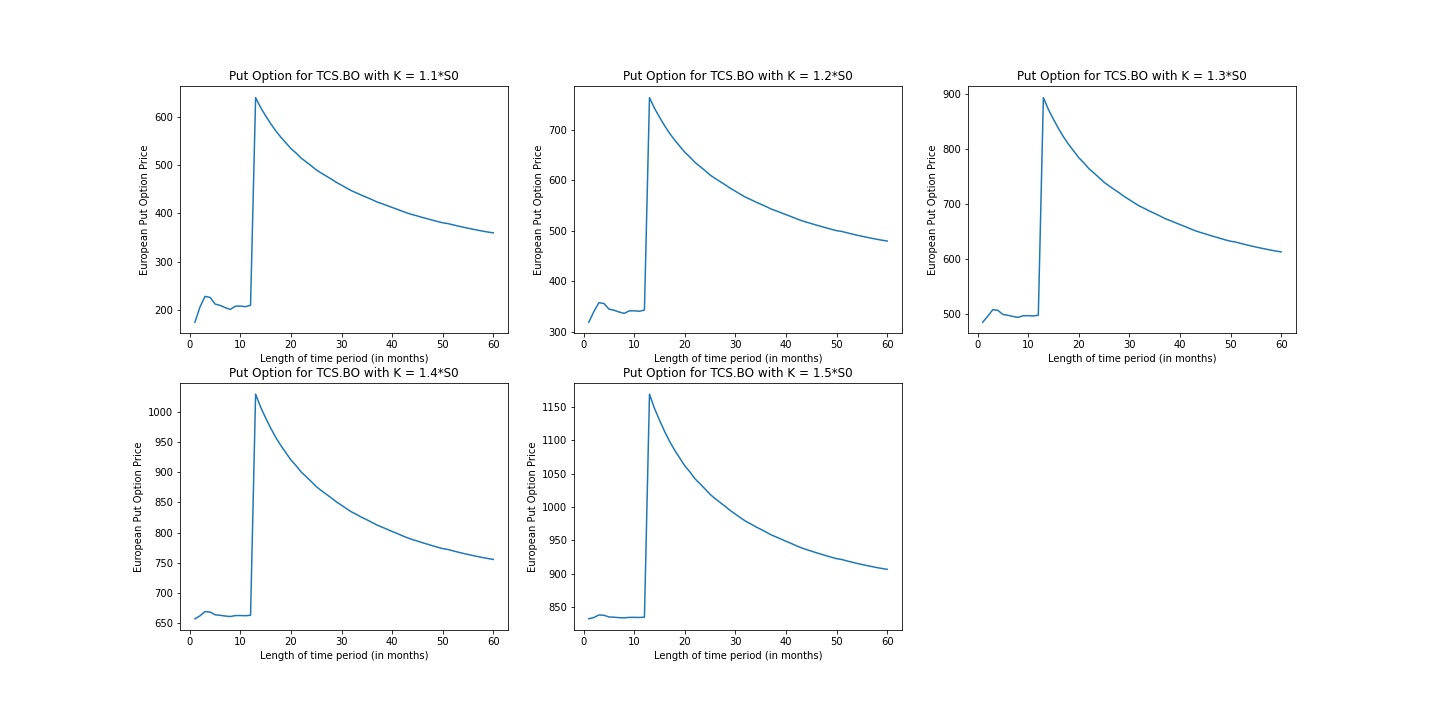 Put Option for TCS.BO with K = 1.1*S0
600
500
400
300
200
European Put Option Price
0 10 20 30 40 50 60
Length of time period (in months)
Put Option for TCS.BO with K = 1.2*S0
700
600
500
400
300
European Put Option Price
0 10 20 30 40 50 60
Length of time period (in months)
Put Option for TCS.BO with K = 1.3*S0
900
800
700
600
500
European Put Option Price
0 10 20 30 40 50 60
Length of time period (in months)
Put Option for TCS.BO with K = 1.4*S0
1000
950
900
850
800
750
700
650
European Put Option Price
0 10 20 30 40 50 60
Length of time period (in months)
Put Option for TCS.BO with K = 1.5*S0
1150
1100
1050
1000
950
900
850
European Put Option Price
0 10 20 30 40 50 60
Length of time period (in months)